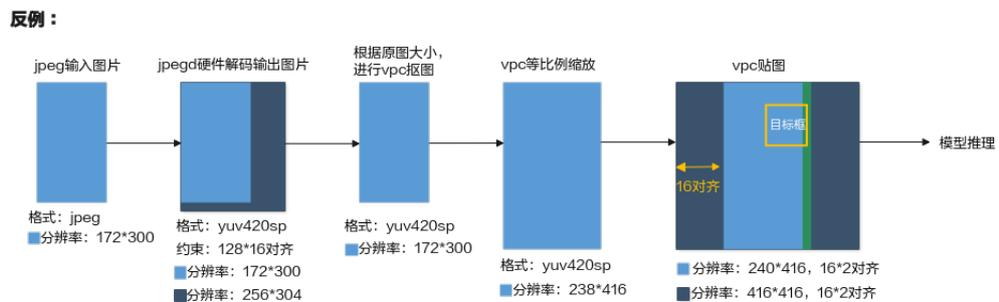 反例：
jpeg输入图片
格式：jpeg
分辨率：172*300
jpegd硬件解码输出图片
格式：yuv420sp
约束：128*16对齐
分辨率：172*300
分辨率：256*304
根据原图大小，
进行vpc抠图
格式：yuv420sp
分辨率：172*300
vpc等比例缩放
格式：yuv420sp
分辨率：238*416
vpc贴图
目标框
16对齐
分辨率：240*416，16*2对齐
分辨率：416*416，16*2对齐
模型推理